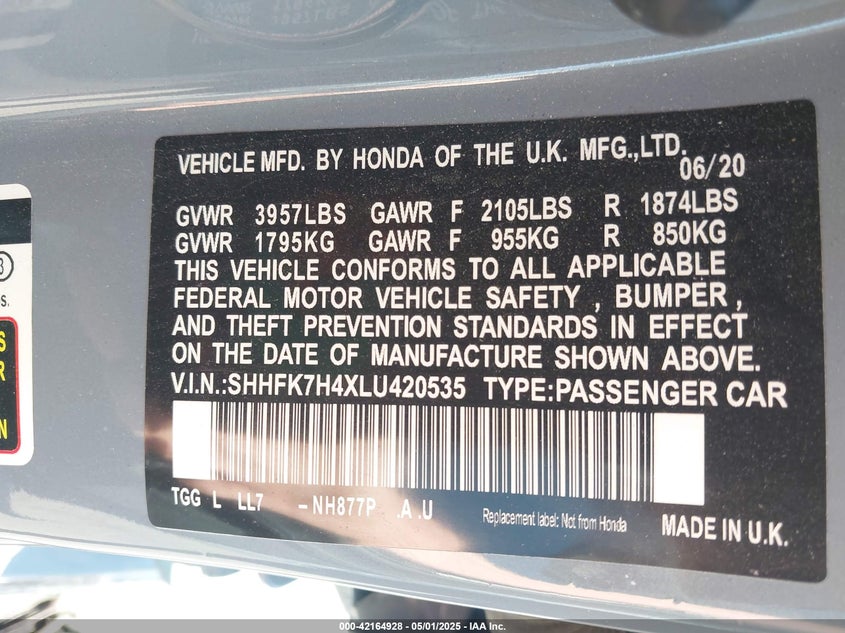 VEHICLE MFD. BY HONDA OF THE U.K. MFG.,LTD.
06/20
GVWR 3957LBS GAWR F 2105LBS R 1874LBS
GVWR 1795KG GAWR F 955KG R 850KG
THIS VEHICLE CONFORMS TO ALL APPLICABLE
FEDERAL MOTOR VEHICLE SAFETY , BUMPER ,
AND THEFT PREVENTION STANDARDS IN EFFECT
ON THE DATE OF MANUFACTURE SHOWN ABOVE.
V.I.N.:SHHFK7H4XLU420535 TYPE:PASSENGER CAR
TGG L LL7 – NH877P .A .U
Replacement label: Not from Honda
MADE IN U.K.
000-42164928 - 05/01/2025 - IAA Inc.